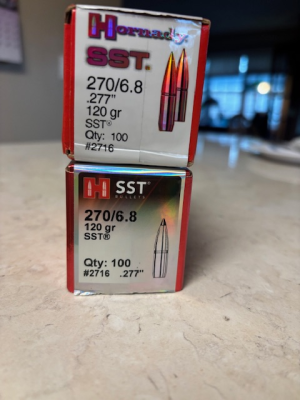 Hornady
SST®
270/6.8
.277"
120 gr
SST®
Qty: 100
#2716
H SST®
BULLETS
270/6.8
120 gr
SST®
Qty: 100
#2716 .277"